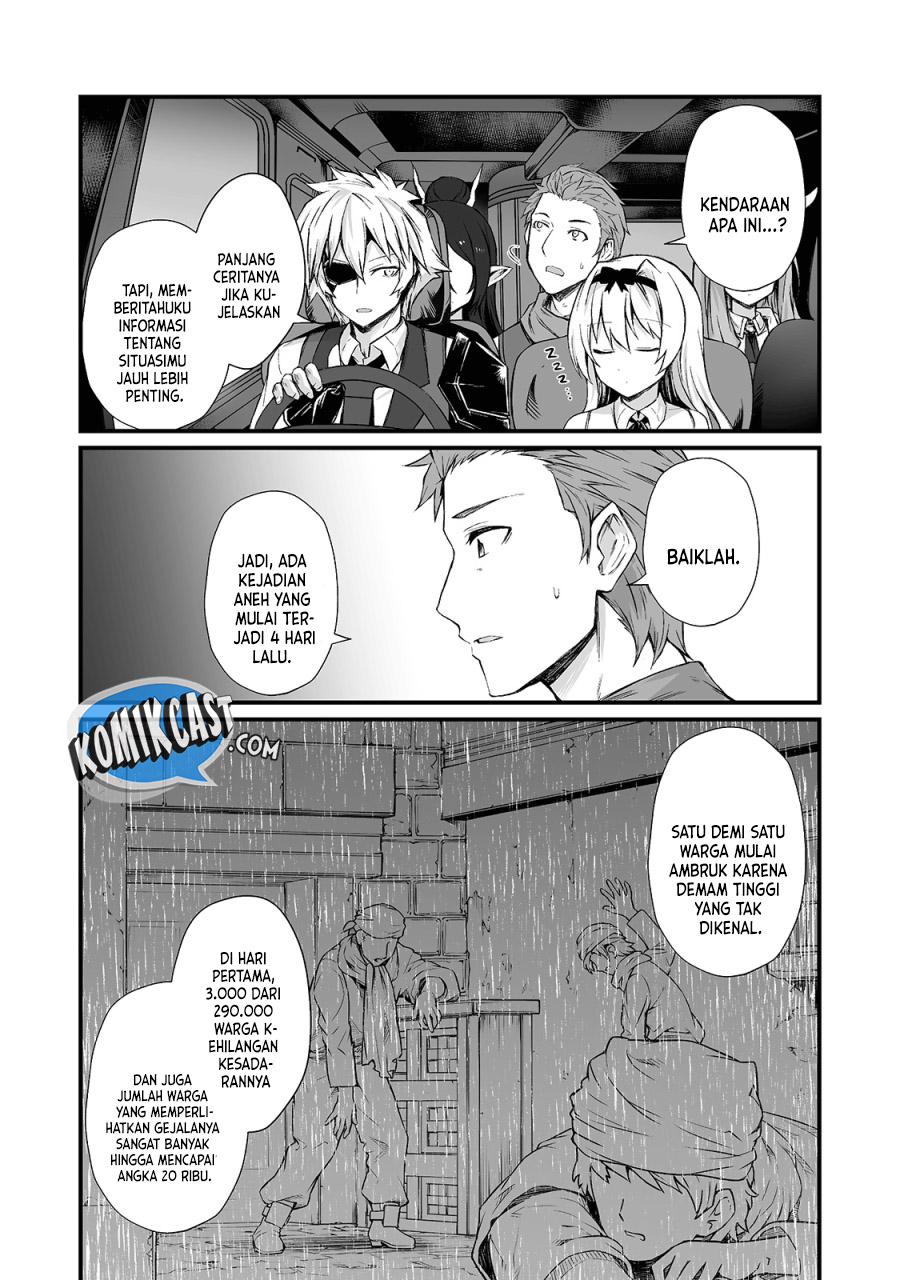 KENDARAAN
APA INI...?
PANJANG
CERITANYA
JIKA KU-
JELASKAN
TAPI, MEM-
BERITAHUKU
INFORMASI
TENTANG
SITUASIMU
JAUH LEBIH
PENTING.
ZZZ...
BAIKLAH.
JADI, ADA
KEJADIAN
ANEH YANG
MULAI TER-
JADI 4 HARI
LALU.
KOMIKCAST
.COM
SATU DEMI SATU
WARGA MULAI
AMBRUK KARENA
DEMAM TINGGI
YANG TAK
DIKENAL.
DI HARI
PERTAMA,
3.000 DARI
290.000
WARGA K-
EHILANGAN
KESADA-
RANNYA
DAN JUGA
JUMLAH WARGA
YANG MEMPERLI-
HATKAN GEJALANYA
SANGAT BANYAK
HINGGA MENCAPAI
ANGKA 20 RIBU.